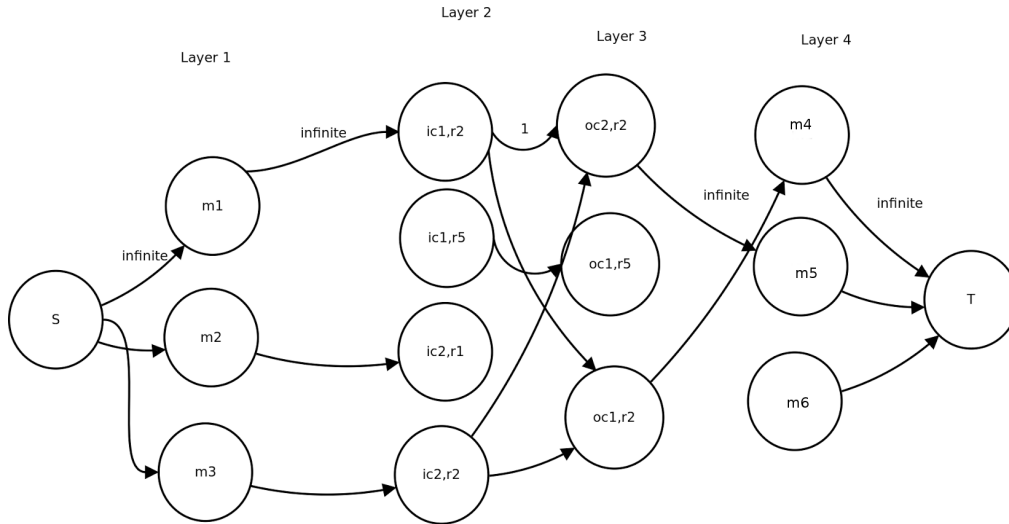 Layer 1
Layer 2
Layer 3
Layer 4
S
infinite
infinite
m1
m2
m3
ic1,r2
ic1,r5
ic2,r1
ic2,r2
1
oc2,r2
oc1,r5
oc1,r2
infinite
m4
m5
m6
infinite
T